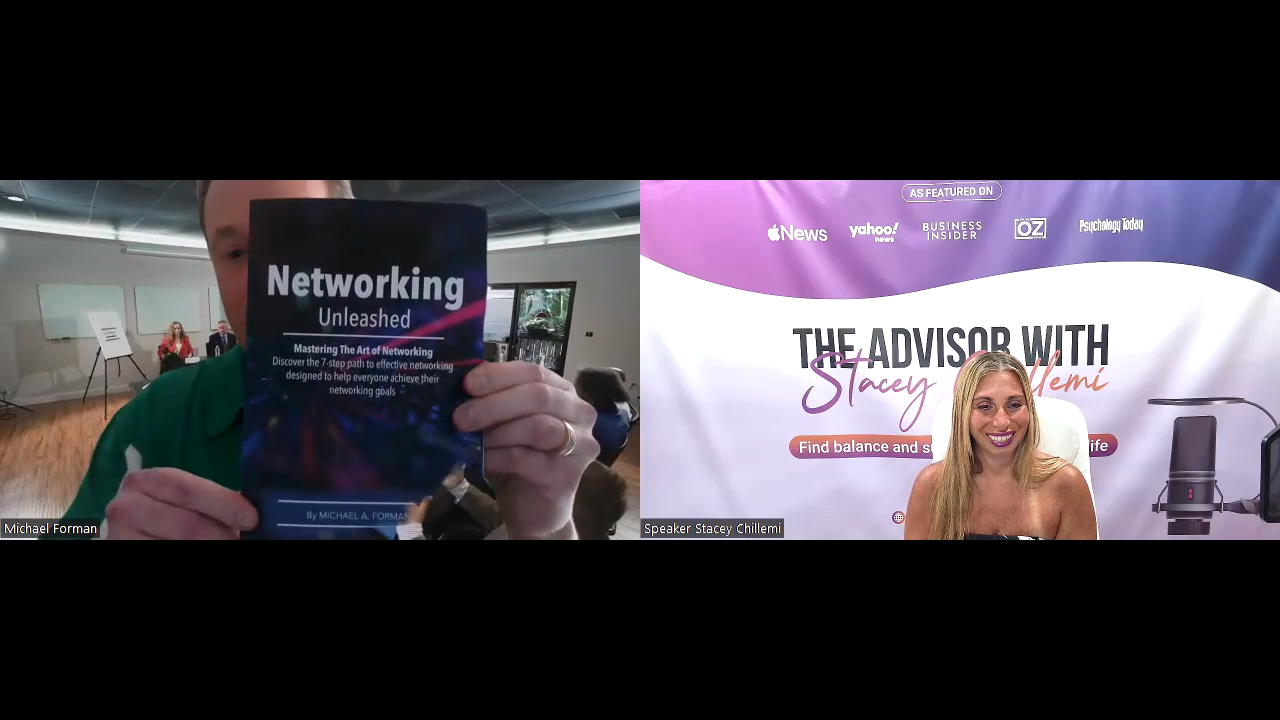 Networking
Unleashed
Mastering The Art of Networking
Discover the 7-step path to effective networking
designed to help everyone achieve their
networking goals
By MICHAEL A. FORMAN
Michael Forman
AS FEATURED ON
News
yahoo!
news
BUSINESS
INSIDER
OZ
Psychology Today
THE ADVISOR WITH
Stacey
Find balance and
life
Speaker Stacey Chillemi